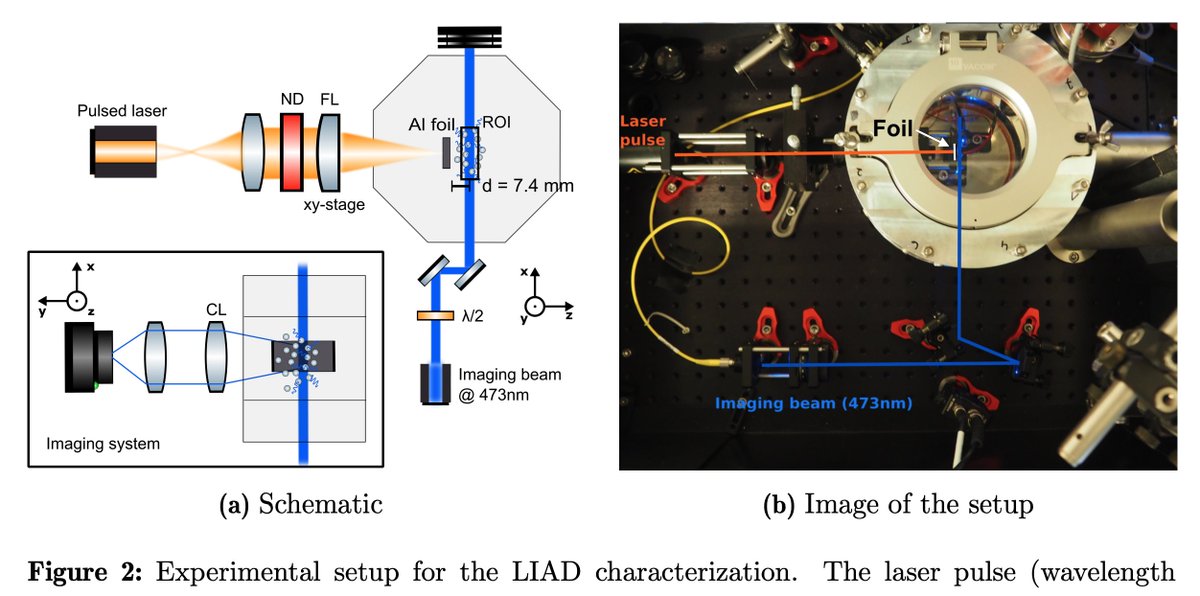 Pulsed laser
ND
FL
xy-stage
Al foil
ROI
d = 7.4 mm
x
y
z
λ/2
Imaging beam
@ 473nm
x
y
z
CL
Imaging system
Laser
pulse
Foil
VACOM
Imaging beam (473nm)
(a) Schematic
(b) Image of the setup
Figure 2: Experimental setup for the LIAD characterization. The laser pulse (wavelength